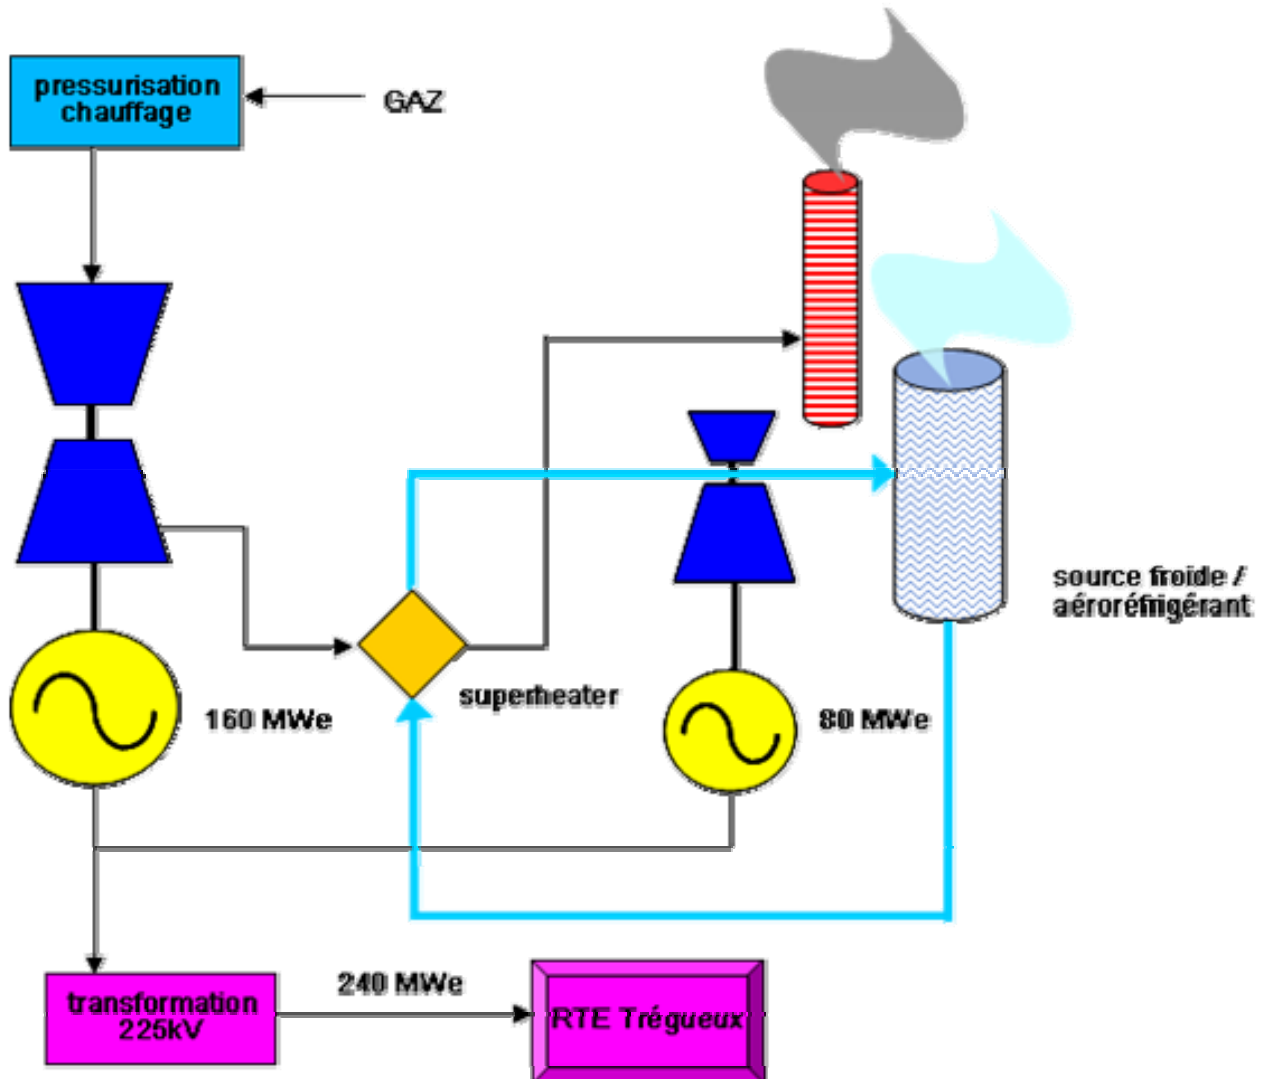 pressurisation
chauffage
GAZ
source froide /
aéroréfrigérant
superheater
160 MWe
80 MWe
240 MWe
transformation
225kV
RTE Trégueux